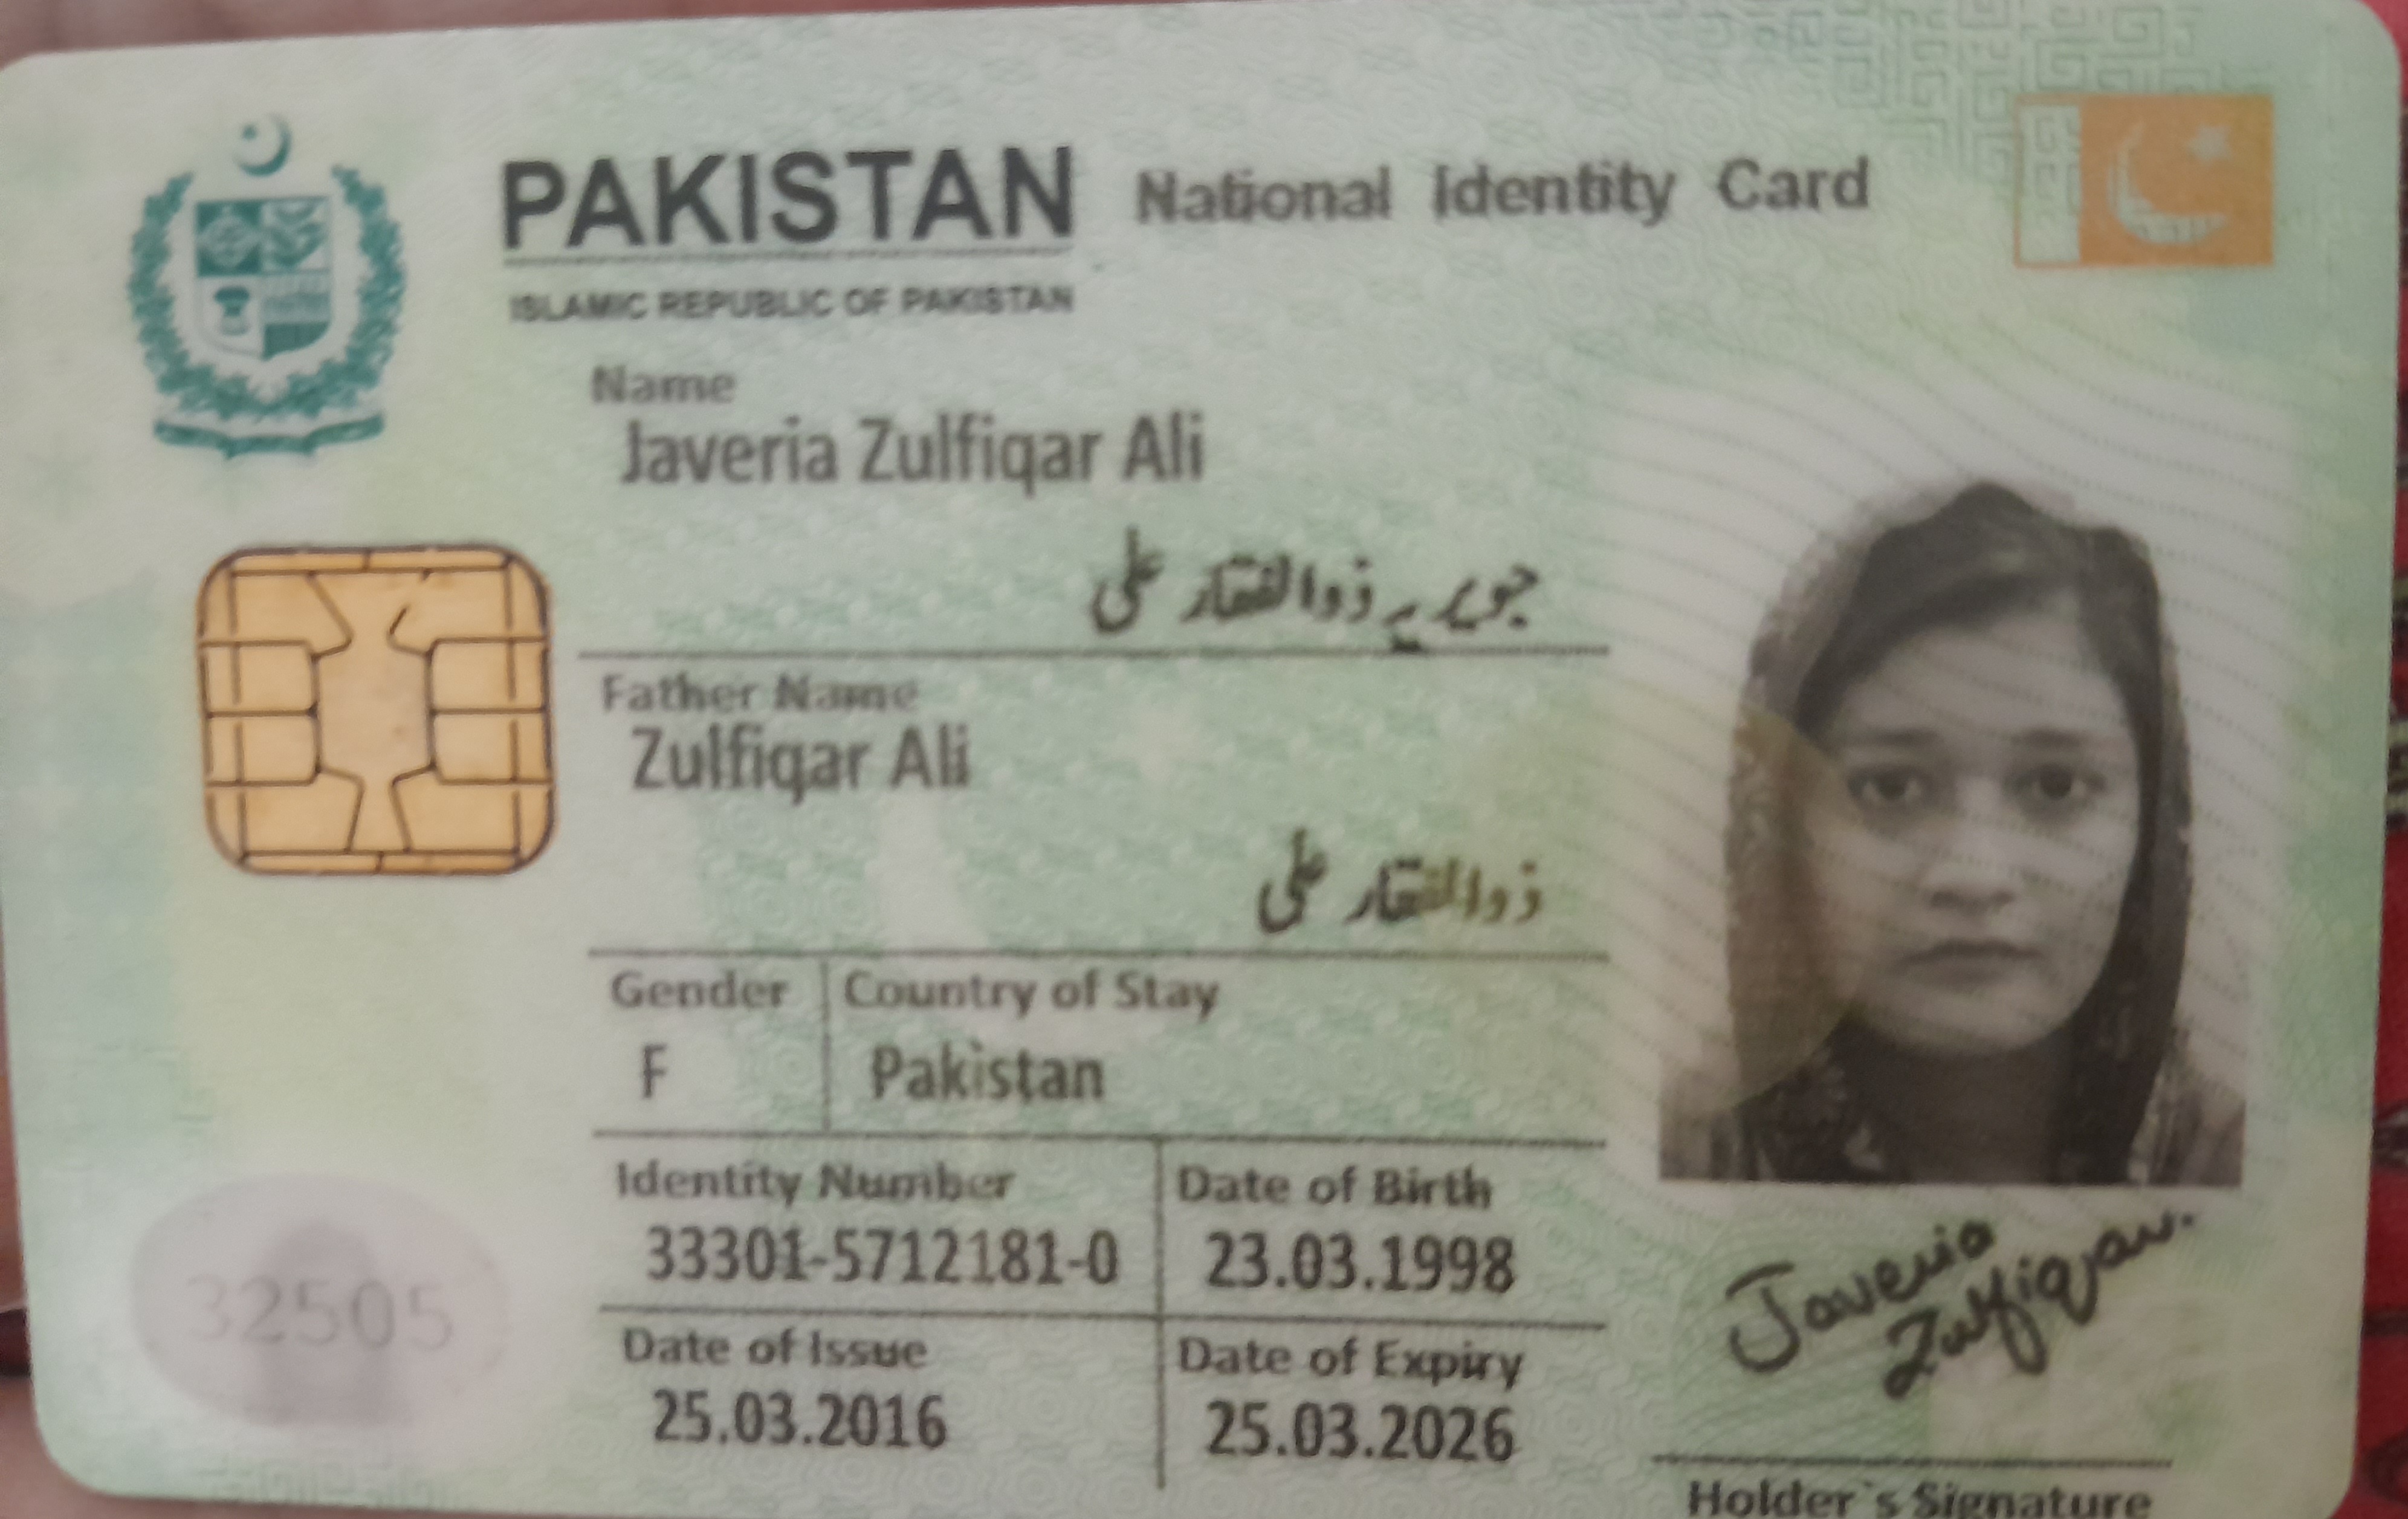 PAKISTAN National Identity Card
ISLAMIC REPUBLIC OF PAKISTAN
Name
Javeria Zulfiqar Ali
جویریہ ذوالفقار علی
Father Name
Zulfiqar Ali
ذوالفقار علی
Gender Country of Stay
F Pakistan
Identity Number Date of Birth
33301-5712181-0 23.03.1998
32505
Date of Issue Date of Expiry
25.03.2016 25.03.2026
Javeria
Zulfiqar.
Holder's Signature